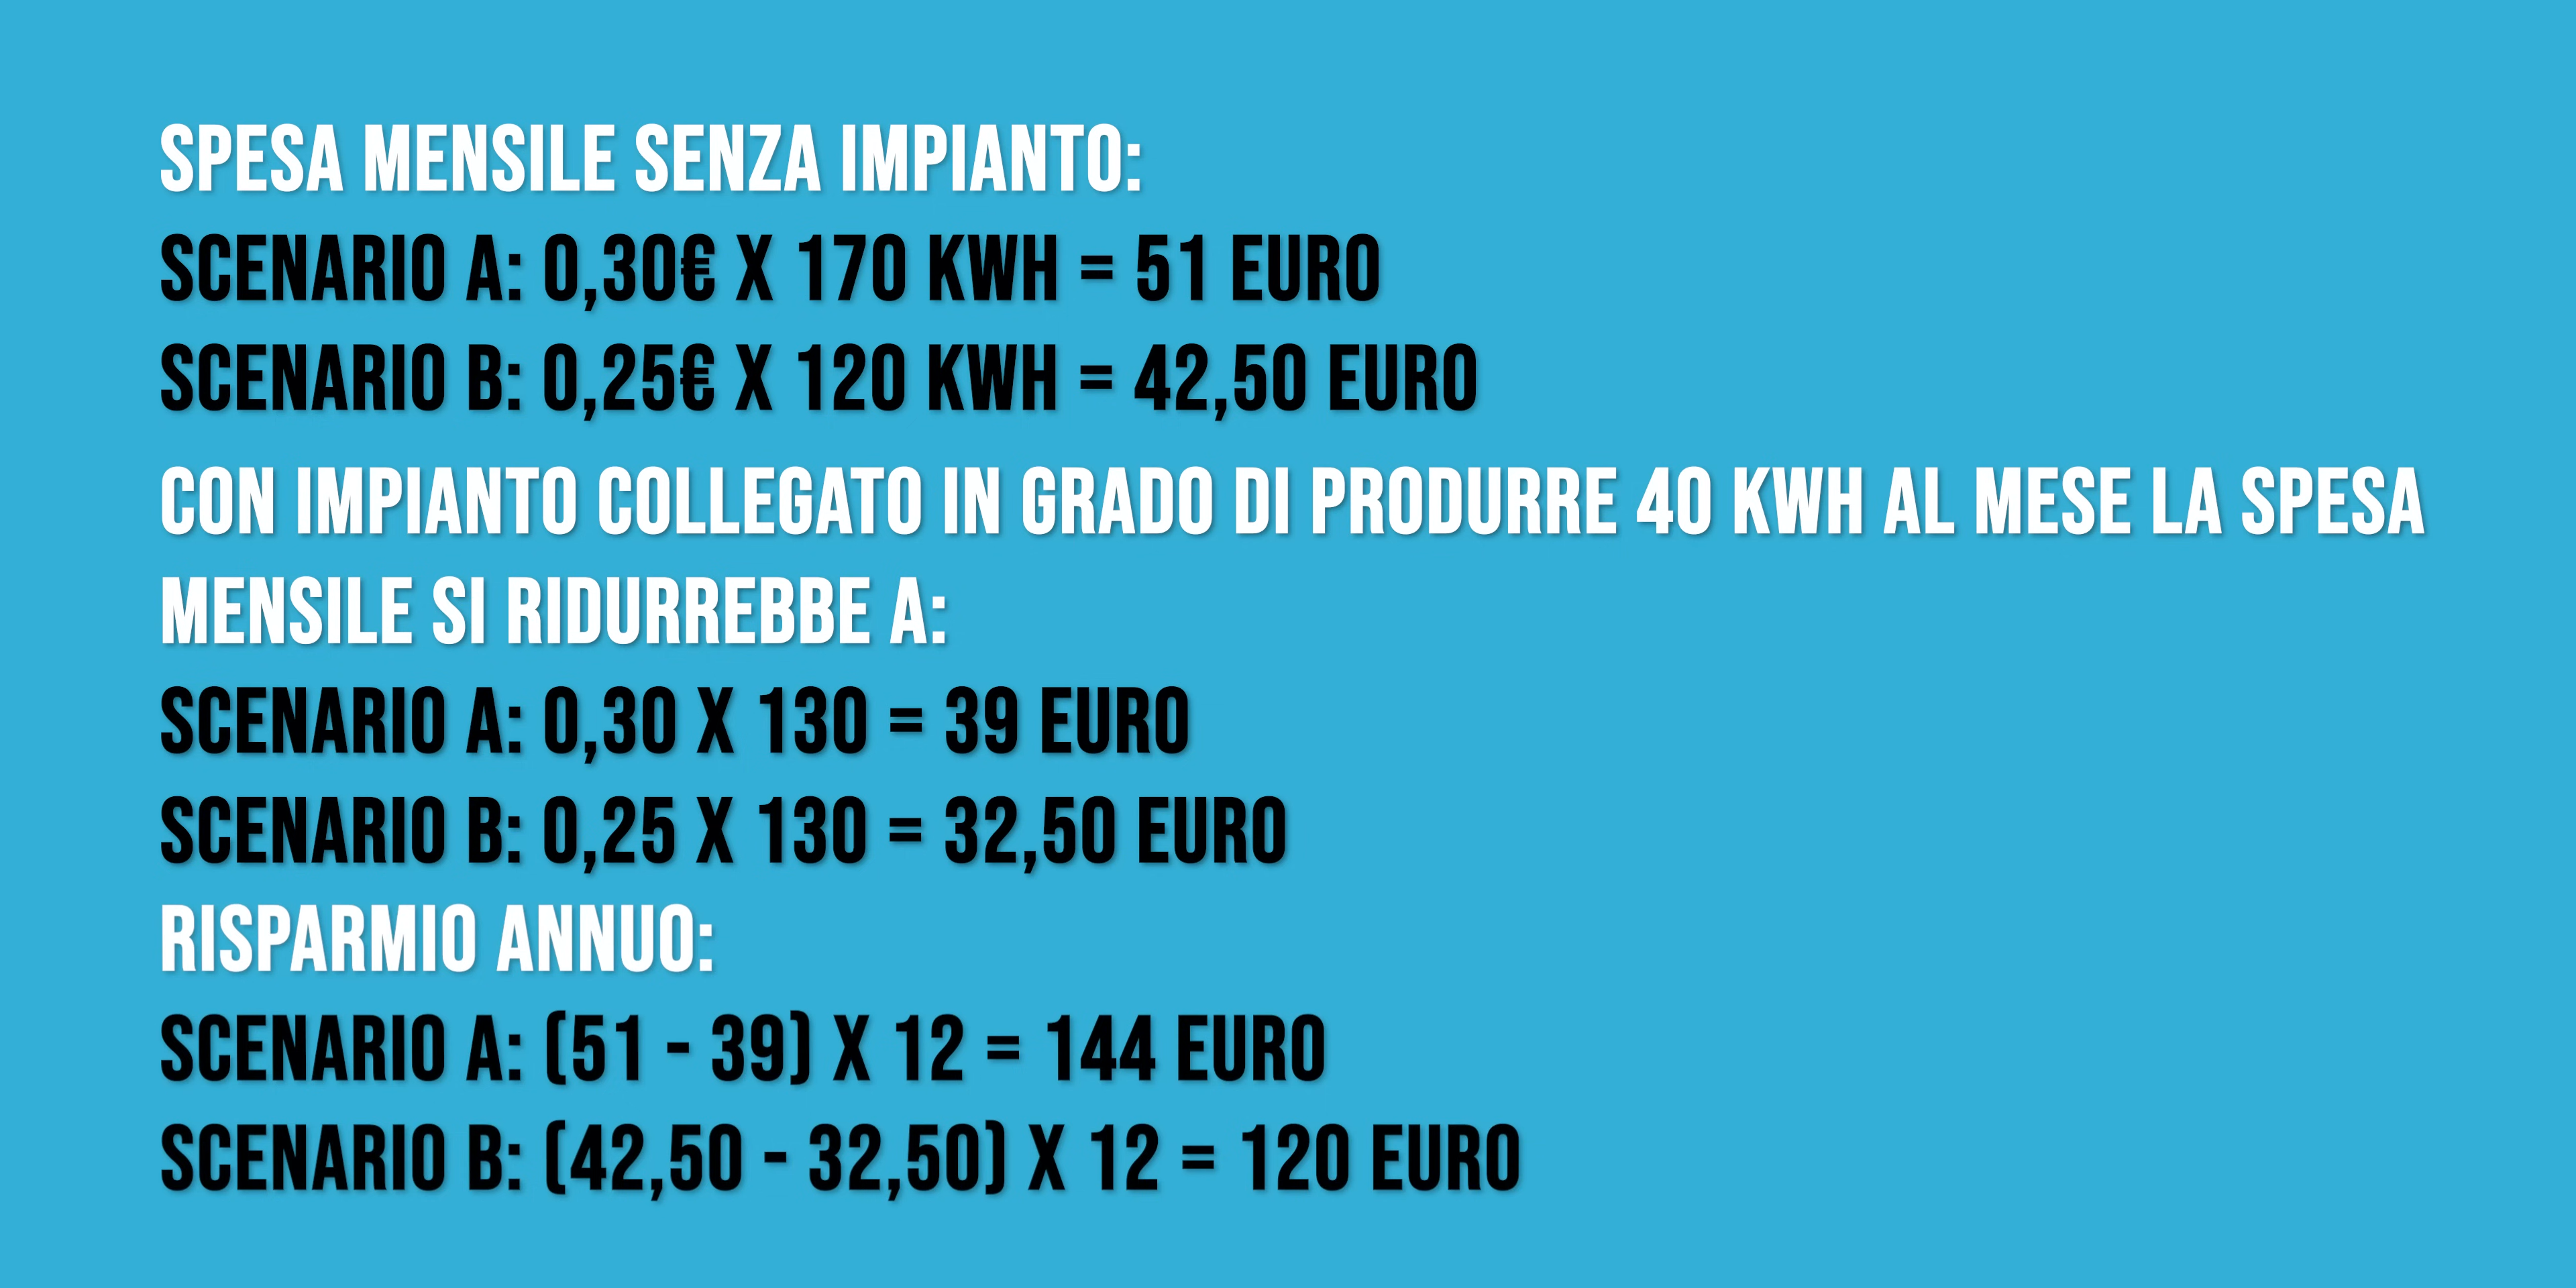 SPESA MENSILE SENZA IMPIANTO:
SCENARIO A: 0,30€ X 170 KWH = 51 EURO
SCENARIO B: 0,25€ X 120 KWH = 42,50 EURO
CON IMPIANTO COLLEGATO IN GRADO DI PRODURRE 40 KWH AL MESE LA SPESA
MENSILE SI RIDURREBBE A:
SCENARIO A: 0,30 X 130 = 39 EURO
SCENARIO B: 0,25 X 130 = 32,50 EURO
RISPARMIO ANNUO:
SCENARIO A: (51 - 39) X 12 = 144 EURO
SCENARIO B: (42,50 - 32,50) X 12 = 120 EURO